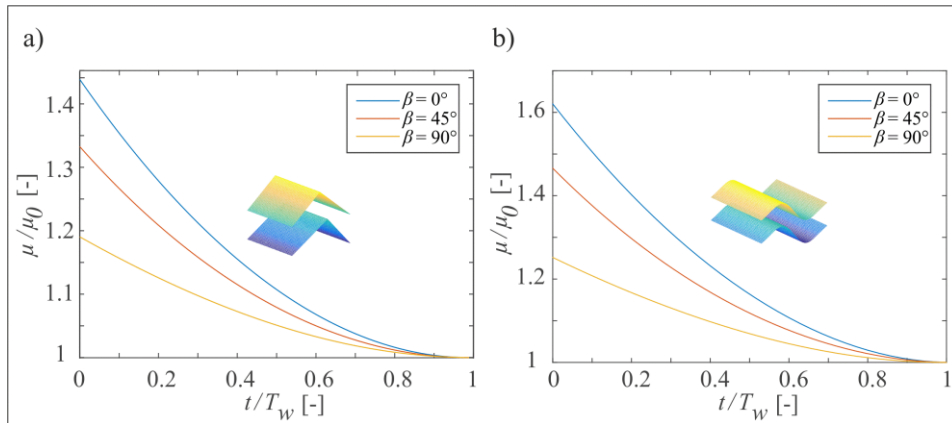 a)
μ/μ0 [-]
1.4
1.3
1.2
1.1
1
0
0.2
0.4
0.6
0.8
1
t/Tw [-]
β = 0°
β = 45°
β = 90°
b)
μ/μ0 [-]
1.6
1.4
1.2
1
0
0.2
0.4
0.6
0.8
1
t/Tw [-]
β = 0°
β = 45°
β = 90°